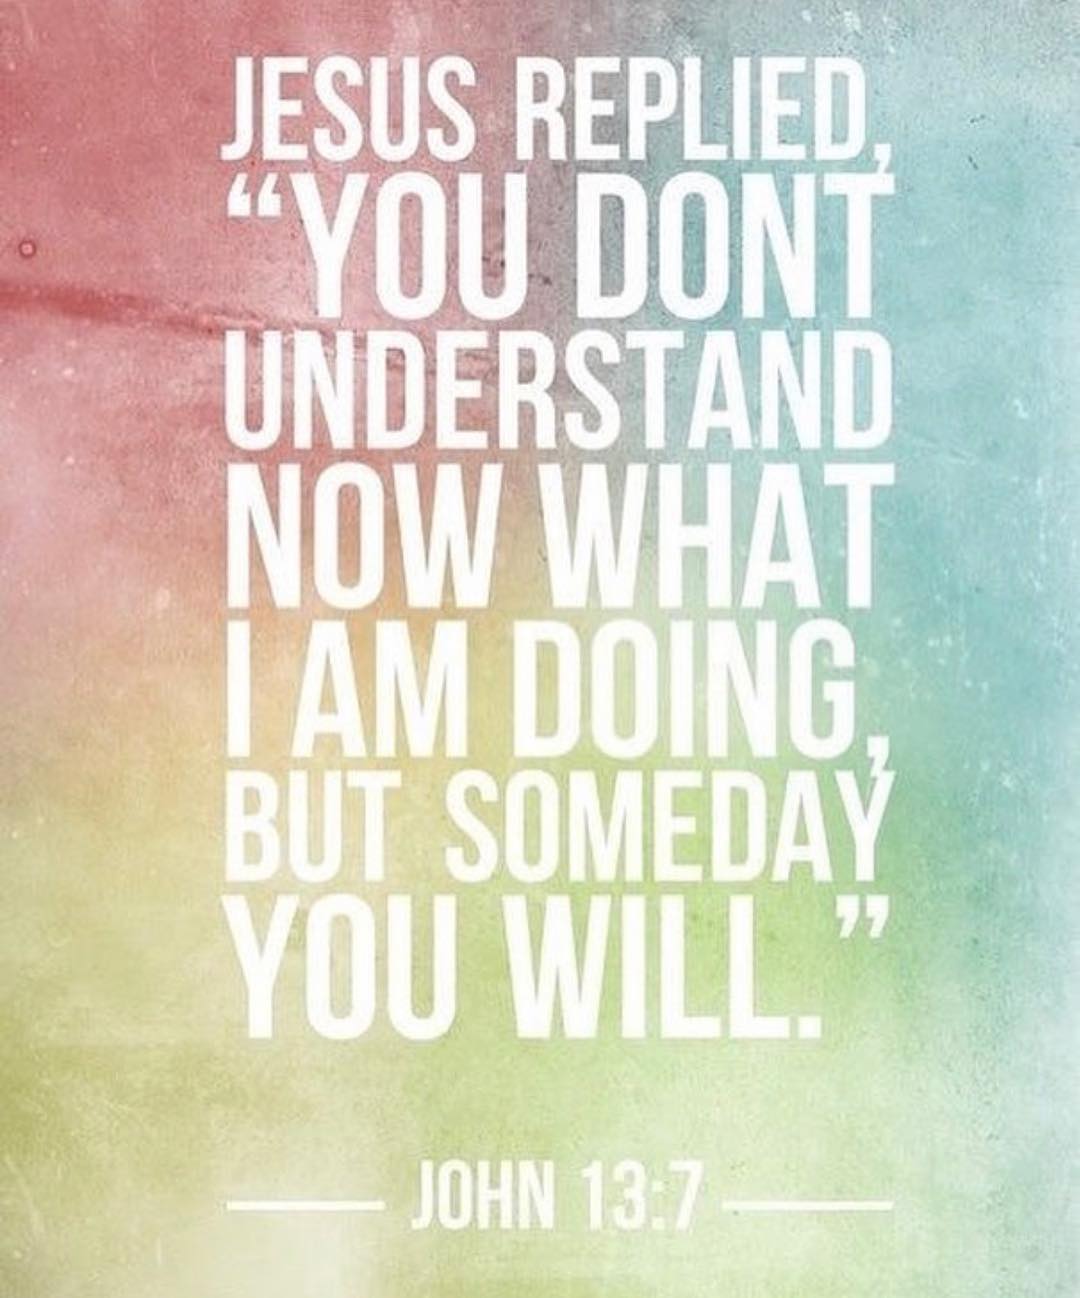 JESUS REPLIED,
“YOU DONT
UNDERSTAND
NOW WHAT
I AM DOING,
BUT SOMEDAY
YOU WILL.”
JOHN 13:7